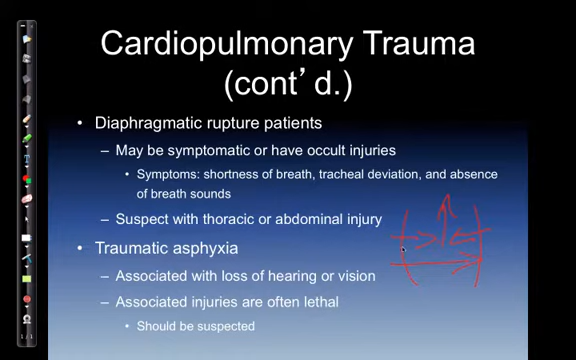 Cardiopulmonary Trauma
(cont’d.)
• Diaphragmatic rupture patients
– May be symptomatic or have occult injuries
• Symptoms: shortness of breath, tracheal deviation, and absence
of breath sounds
– Suspect with thoracic or abdominal injury
• Traumatic asphyxia
– Associated with loss of hearing or vision
– Associated injuries are often lethal
• Should be suspected
T
Ω
1/1